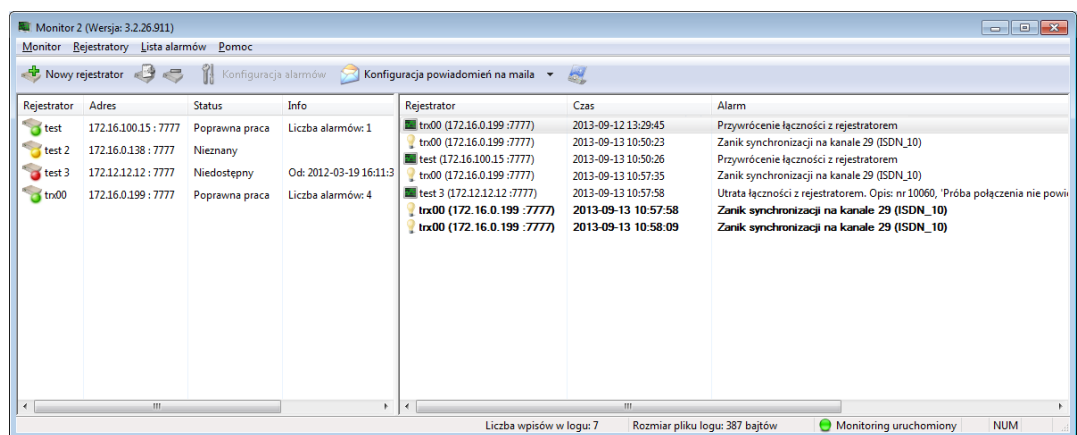 Monitor 2 (Wersja: 3.2.26.911)
Monitor Rejestratory Lista alarmów Pomoc
Nowy rejestrator Konfiguracja alarmów Konfiguracja powiadomień na maila
Rejestrator Adres Status Info
test 172.16.100.15 : 7777 Poprawna praca Liczba alarmów: 1
test 2 172.16.0.138 : 7777 Nieznany
test 3 172.12.12.12 : 7777 Niedostępny Od: 2012-03-19 16:11:3
trx00 172.16.0.199 : 7777 Poprawna praca Liczba alarmów: 4
Rejestrator Czas Alarm
trx00 (172.16.0.199 :7777) 2013-09-12 13:29:45 Przywrócenie łączności z rejestratorem
trx00 (172.16.0.199 :7777) 2013-09-13 10:50:23 Zanik synchronizacji na kanale 29 (ISDN_10)
test (172.16.100.15 :7777) 2013-09-13 10:50:26 Przywrócenie łączności z rejestratorem
trx00 (172.16.0.199 :7777) 2013-09-13 10:57:35 Zanik synchronizacji na kanale 29 (ISDN_10)
test 3 (172.12.12.12 :7777) 2013-09-13 10:57:58 Utrata łączności z rejestratorem. Opis: nr 10060, 'Próba połączenia nie powi
trx00 (172.16.0.199 :7777) 2013-09-13 10:57:58 Zanik synchronizacji na kanale 29 (ISDN_10)
trx00 (172.16.0.199 :7777) 2013-09-13 10:58:09 Zanik synchronizacji na kanale 29 (ISDN_10)
Liczba wpisów w logu: 7 Rozmiar pliku logu: 387 bajtów Monitoring uruchomiony NUM